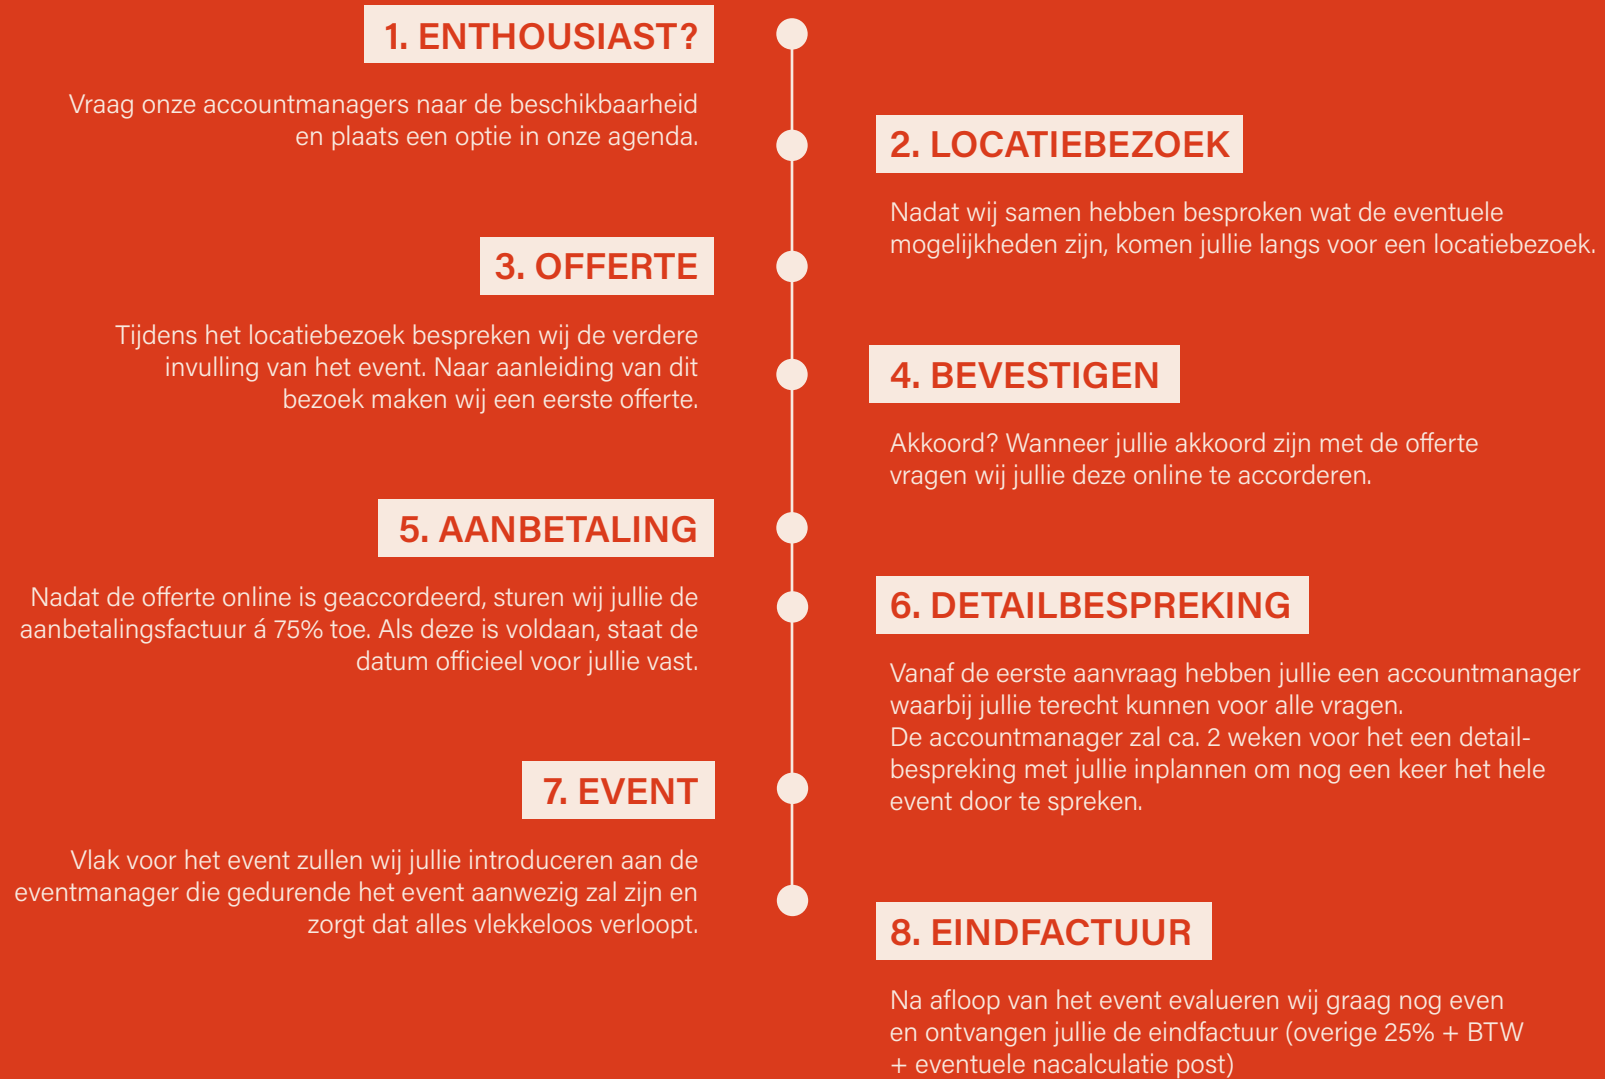 1. ENTHOUSIAST?
Vraag onze accountmanagers naar de beschikbaarheid
en plaats een optie in onze agenda.
2. LOCATIEBEZOEK
Nadat wij samen hebben besproken wat de eventuele
mogelijkheden zijn, komen jullie langs voor een locatiebezoek.
3. OFFERTE
Tijdens het locatiebezoek bespreken wij de verdere
invulling van het event. Naar aanleiding van dit
bezoek maken wij een eerste offerte.
4. BEVESTIGEN
Akkoord? Wanneer jullie akkoord zijn met de offerte
vragen wij jullie deze online te accorderen.
5. AANBETALING
Nadat de offerte online is geaccordeerd, sturen wij jullie de
aanbetalingsfactuur á 75% toe. Als deze is voldaan, staat de
datum officieel voor jullie vast.
6. DETAILBESPREKING
Vanaf de eerste aanvraag hebben jullie een accountmanager
waarbij jullie terecht kunnen voor alle vragen.
De accountmanager zal ca. 2 weken voor het een detail-
bespreking met jullie inplannen om nog een keer het hele
event door te spreken.
7. EVENT
Vlak voor het event zullen wij jullie introduceren aan de
eventmanager die gedurende het event aanwezig zal zijn en
zorgt dat alles vlekkeloos verloopt.
8. EINDFACTUUR
Na afloop van het event evalueren wij graag nog even
en ontvangen jullie de eindfactuur (overige 25% + BTW
+ eventuele nacalculatie post)